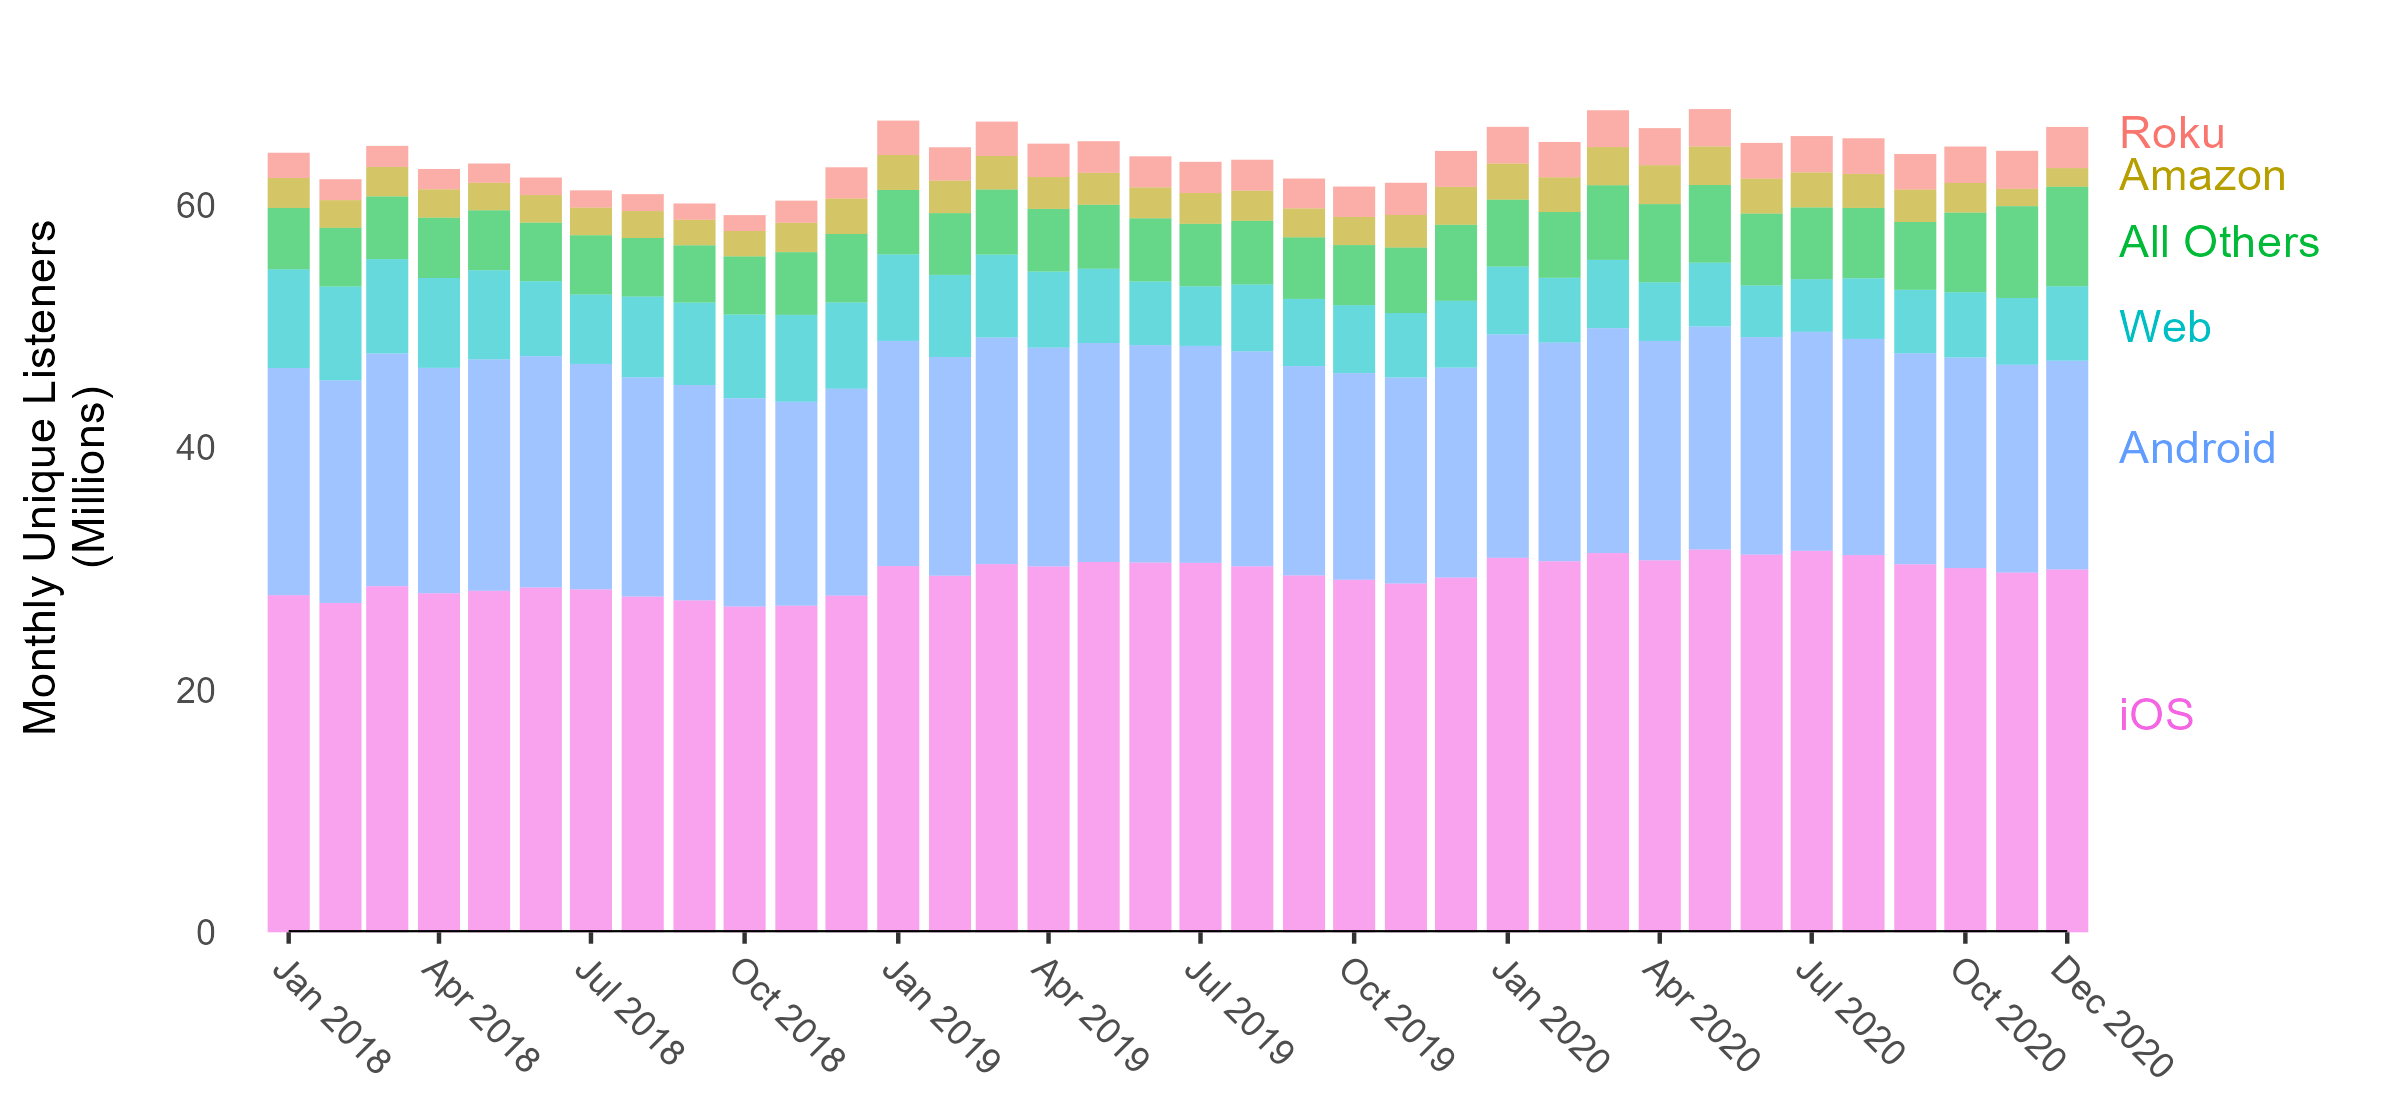 Monthly Unique Listeners
(Millions)
60
40
20
0
Jan 2018
Apr 2018
Jul 2018
Oct 2018
Jan 2019
Apr 2019
Jul 2019
Oct 2019
Jan 2020
Apr 2020
Jul 2020
Oct 2020
Dec 2020
Roku
Amazon
All Others
Web
Android
iOS